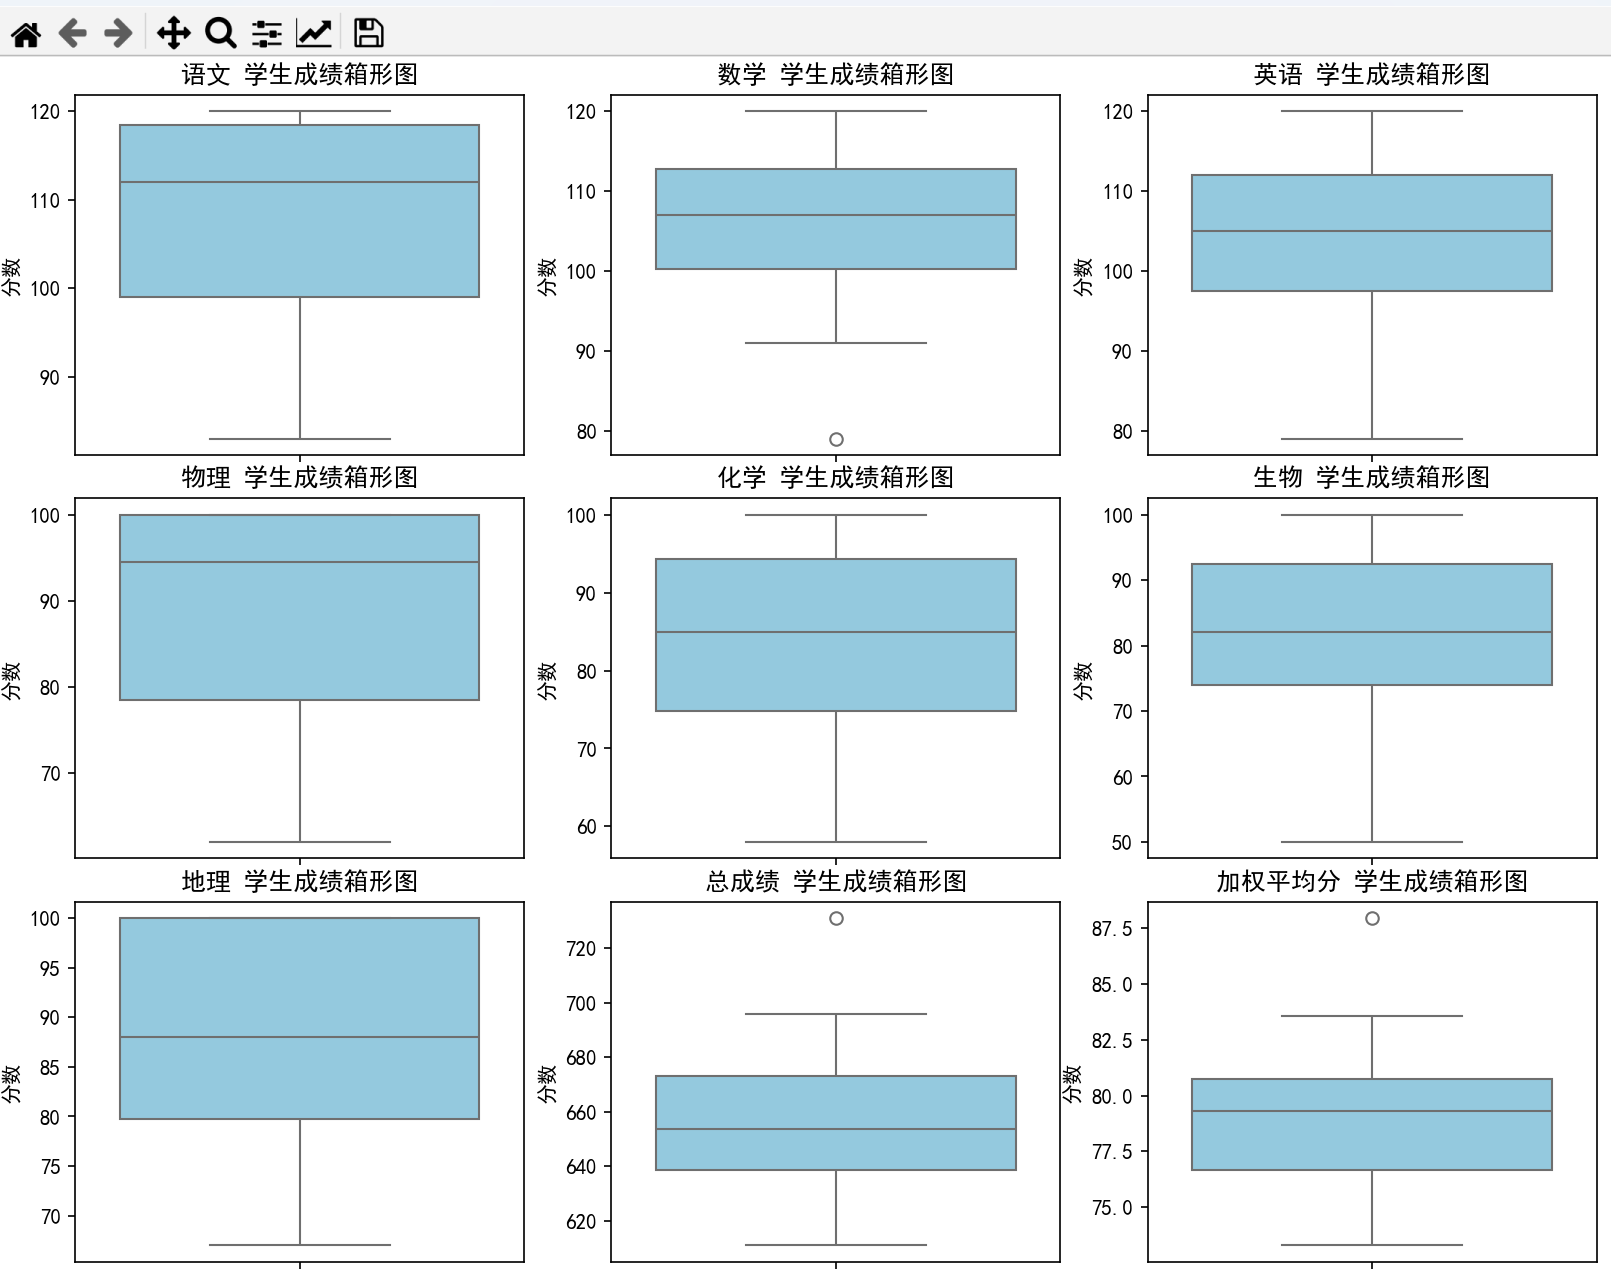 语文 学生成绩箱形图
分数
120
110
100
90
数学 学生成绩箱形图
分数
120
110
100
90
80
英语 学生成绩箱形图
分数
120
110
100
90
80
物理 学生成绩箱形图
分数
100
90
80
70
化学 学生成绩箱形图
分数
100
90
80
70
60
生物 学生成绩箱形图
分数
100
90
80
70
60
50
地理 学生成绩箱形图
分数
100
95
90
85
80
75
70
总成绩 学生成绩箱形图
分数
720
700
680
660
640
620
加权平均分 学生成绩箱形图
分数
87.5
85.0
82.5
80.0
77.5
75.0